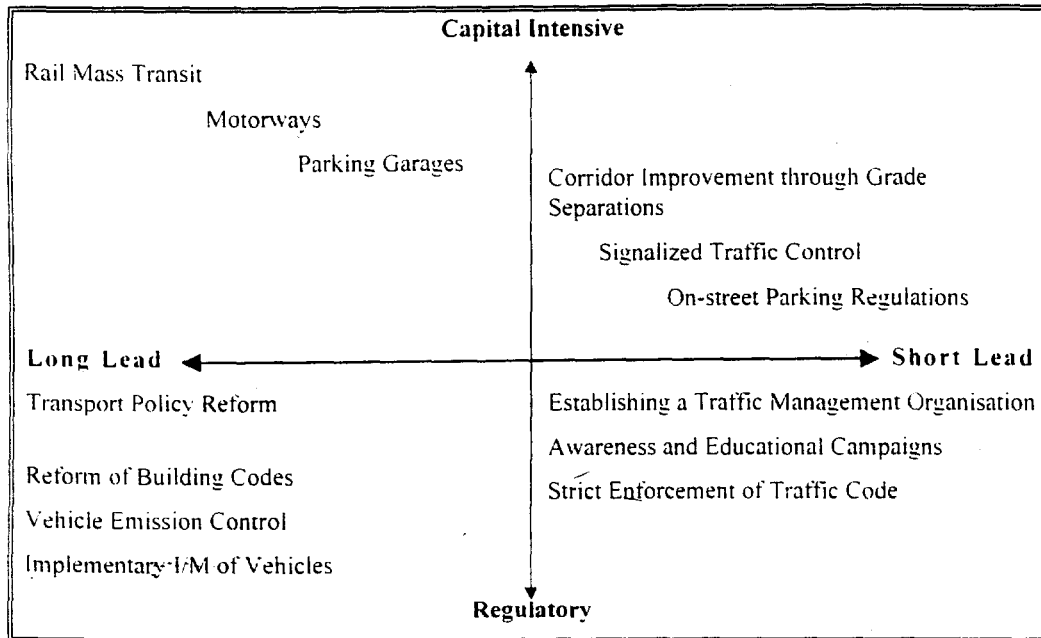 Capital Intensive
Rail Mass Transit
Motorways
Parking Garages
Corridor Improvement through Grade
Separations
Signalized Traffic Control
On-street Parking Regulations
Long Lead
Short Lead
Transport Policy Reform
Reform of Building Codes
Vehicle Emission Control
Implementary I/M of Vehicles
Establishing a Traffic Management Organisation
Awareness and Educational Campaigns
Strict Enforcement of Traffic Code
Regulatory